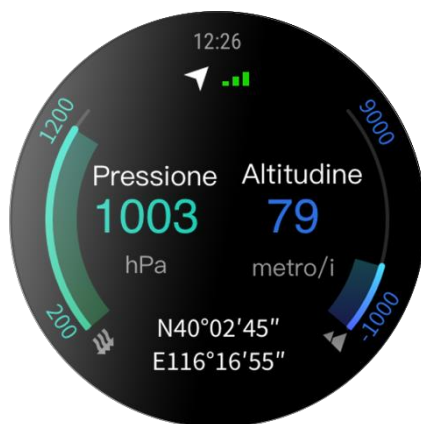 12:26
1200
9000
Pressione
Altitudine
1003
79
hPa
metro/i
200
-1000
N40°02'45"
E116°16'55"